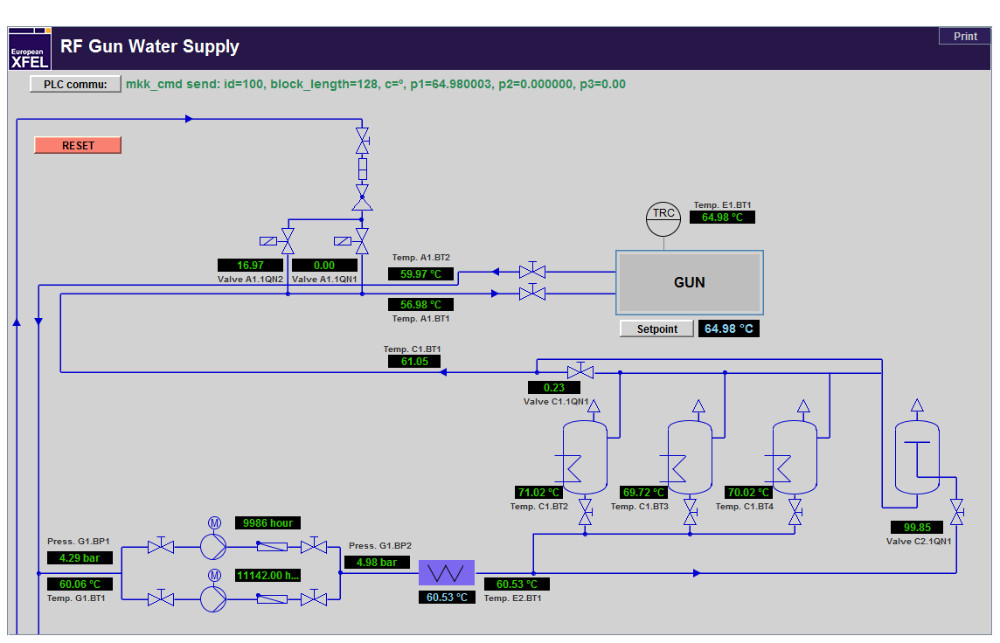 Print
European
XFEL
RF Gun Water Supply
PLC commu:
mkk_cmd send: id=100, block_length=128, c=º, p1=64.980003, p2=0.000000, p3=0.00
RESET
TRC
Temp. E1.BT1
64.98 °C
16.97
0.00
Valve A1.1QN2
Valve A1.1QN1
Temp. A1.BT2
59.97 °C
56.98 °C
Temp. A1.BT1
GUN
Setpoint
64.98 °C
Temp. C1.BT1
61.05
0.23
Valve C1.1QN1
71.02 °C
69.72 °C
70.02 °C
Temp. C1.BT2
Temp. C1.BT3
Temp. C1.BT4
99.85
Valve C2.1QN1
M
9986 hour
Press. G1.BP1
4.29 bar
Press. G1.BP2
4.98 bar
M
11142.00 h...
60.06 °C
Temp. G1.BT1
60.53 °C
60.53 °C
Temp. E2.BT1